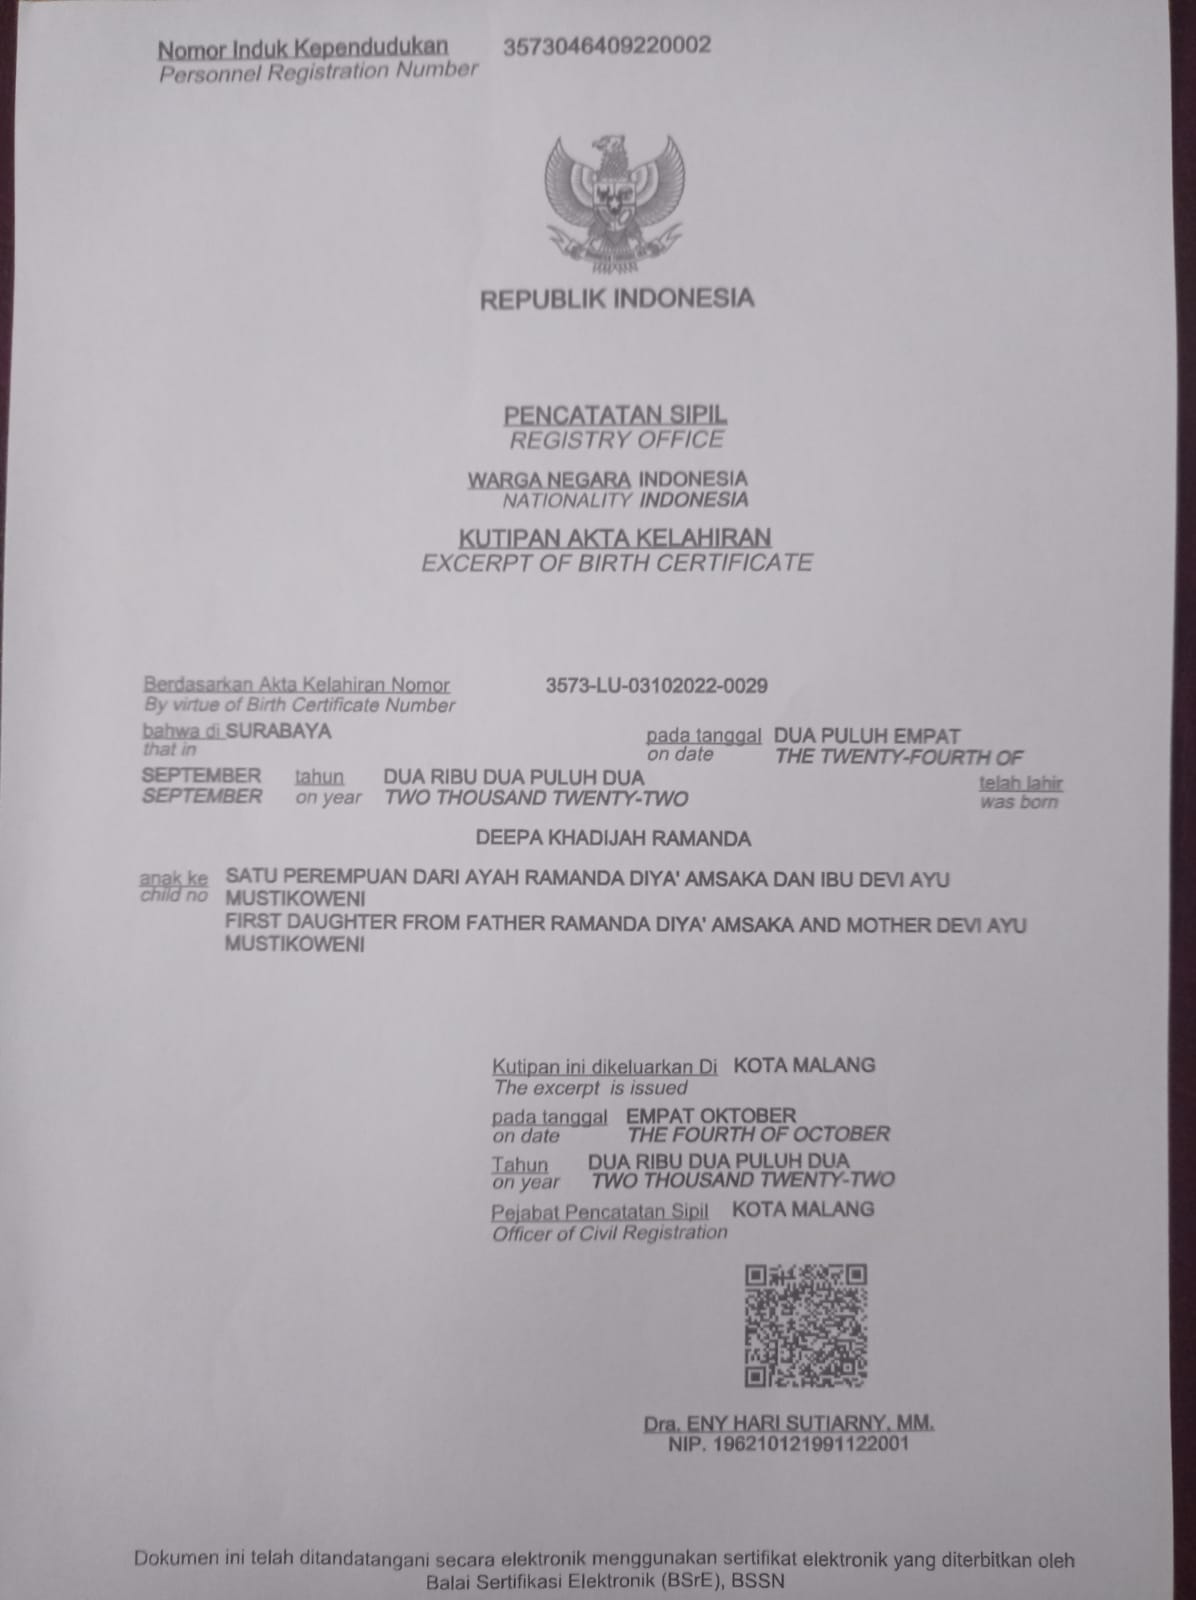 Nomor Induk Kependudukan 3573046409220002
Personnel Registration Number
REPUBLIK INDONESIA
PENCATATAN SIPIL
REGISTRY OFFICE
WARGA NEGARA INDONESIA
NATIONALITY INDONESIA
KUTIPAN AKTA KELAHIRAN
EXCERPT OF BIRTH CERTIFICATE
Berdasarkan Akta Kelahiran Nomor 3573-LU-03102022-0029
By virtue of Birth Certificate Number
bahwa di SURABAYA pada tanggal DUA PULUH EMPAT
that in on date THE TWENTY-FOURTH OF
SEPTEMBER tahun DUA RIBU DUA PULUH DUA telah lahir
SEPTEMBER on year TWO THOUSAND TWENTY-TWO was born
DEEPA KHADIJAH RAMANDA
anak ke SATU PEREMPUAN DARI AYAH RAMANDA DIYA' AMSAKA DAN IBU DEVI AYU
child no MUSTIKOWENI
FIRST DAUGHTER FROM FATHER RAMANDA DIYA' AMSAKA AND MOTHER DEVI AYU
MUSTIKOWENI
Kutipan ini dikeluarkan Di KOTA MALANG
The excerpt is issued
pada tanggal EMPAT OKTOBER
on date THE FOURTH OF OCTOBER
Tahun DUA RIBU DUA PULUH DUA
on year TWO THOUSAND TWENTY-TWO
Pejabat Pencatatan Sipil KOTA MALANG
Officer of Civil Registration
Dra. ENY HARI SUTIARNY, MM.
NIP. 196210121991122001
Dokumen ini telah ditandatangani secara elektronik menggunakan sertifikat elektronik yang diterbitkan oleh
Balai Sertifikasi Elektronik (BSrE), BSSN